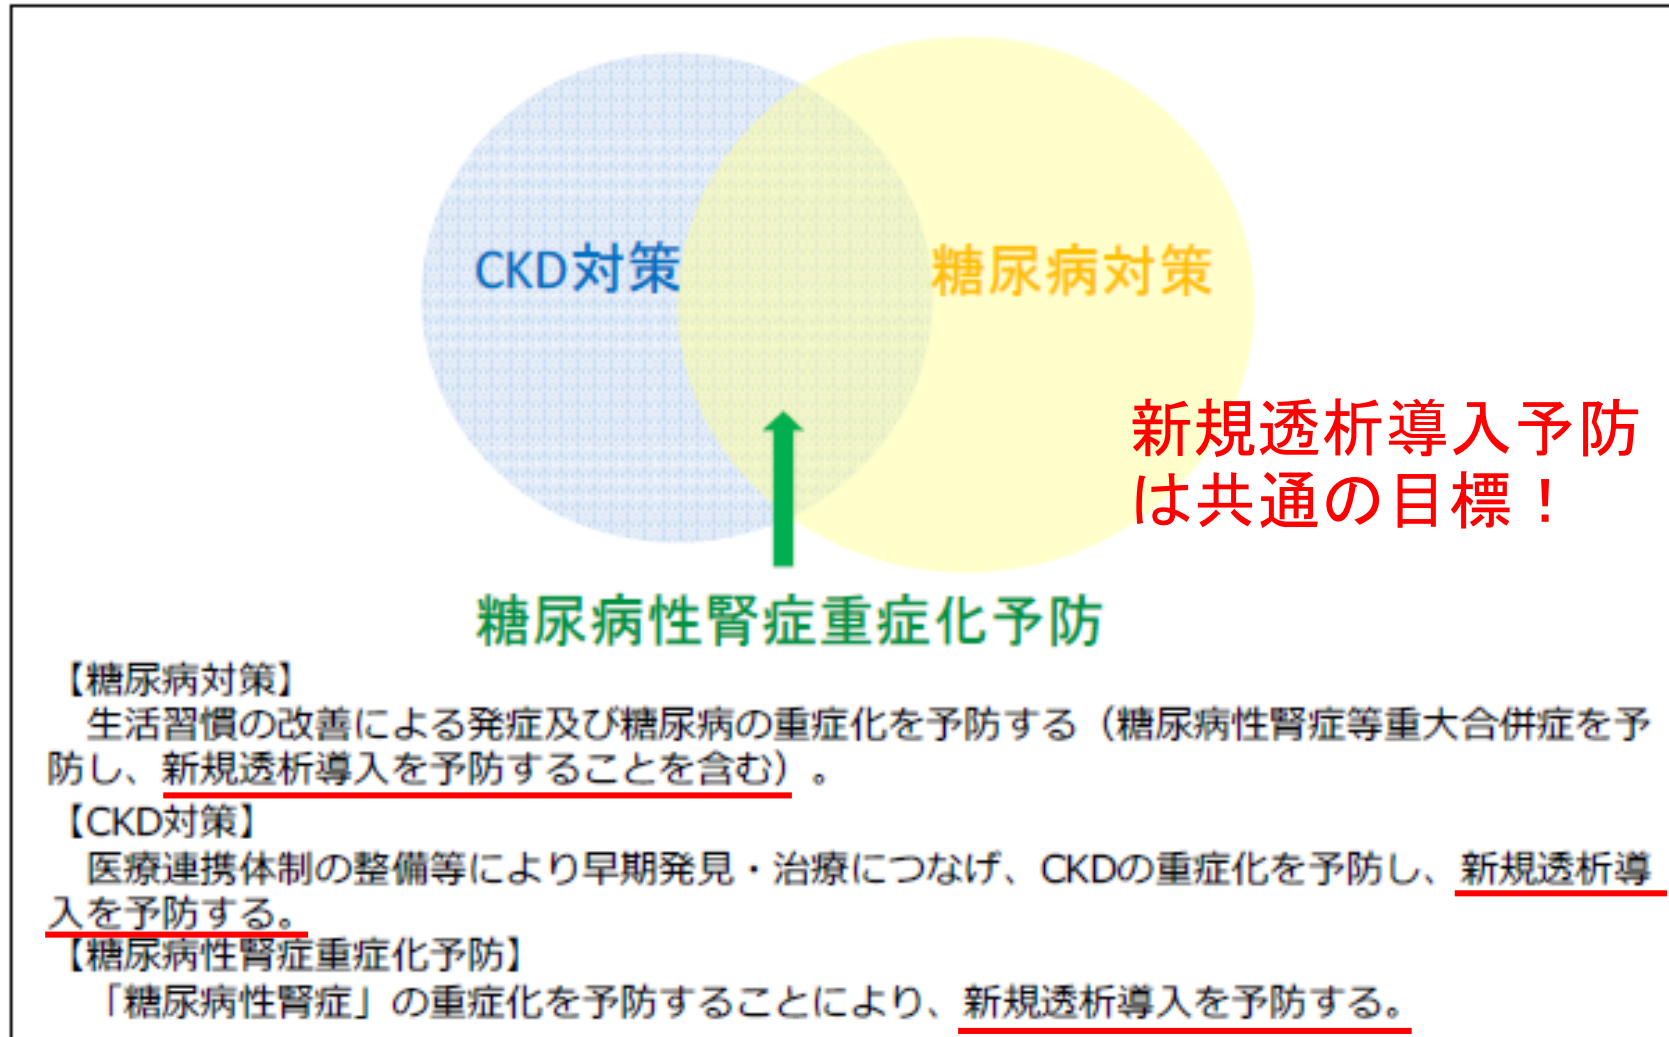 CKD対策
糖尿病対策
新規透析導入予防
は共通の目標！
糖尿病性腎症重症化予防
【糖尿病対策】
生活習慣の改善による発症及び糖尿病の重症化を予防する（糖尿病性腎症等重大合併症を予
防し、新規透析導入を予防することを含む）。
【CKD対策】
医療連携体制の整備等により早期発見・治療につなげ、CKDの重症化を予防し、新規透析導
入を予防する。
【糖尿病性腎症重症化予防】
「糖尿病性腎症」の重症化を予防することにより、新規透析導入を予防する。